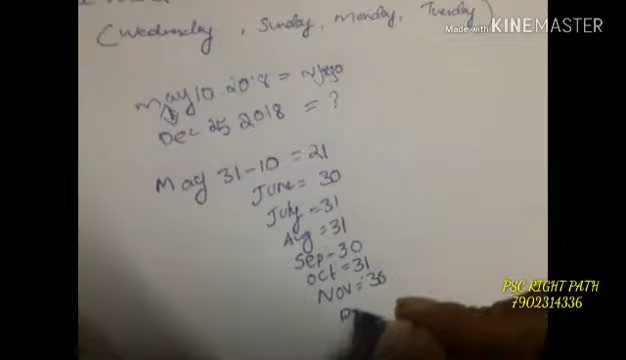 (Wednesday , Sunday, Monday, Tuesday)
Made with KINEMASTER
May 10 2018 =
Dec 25 2018 = ?
May 31-10 = 21
June = 30
July = 31
Aug = 31
Sep - 30
Oct = 31
Nov = 30
PSC RIGHT PATH
7902314336